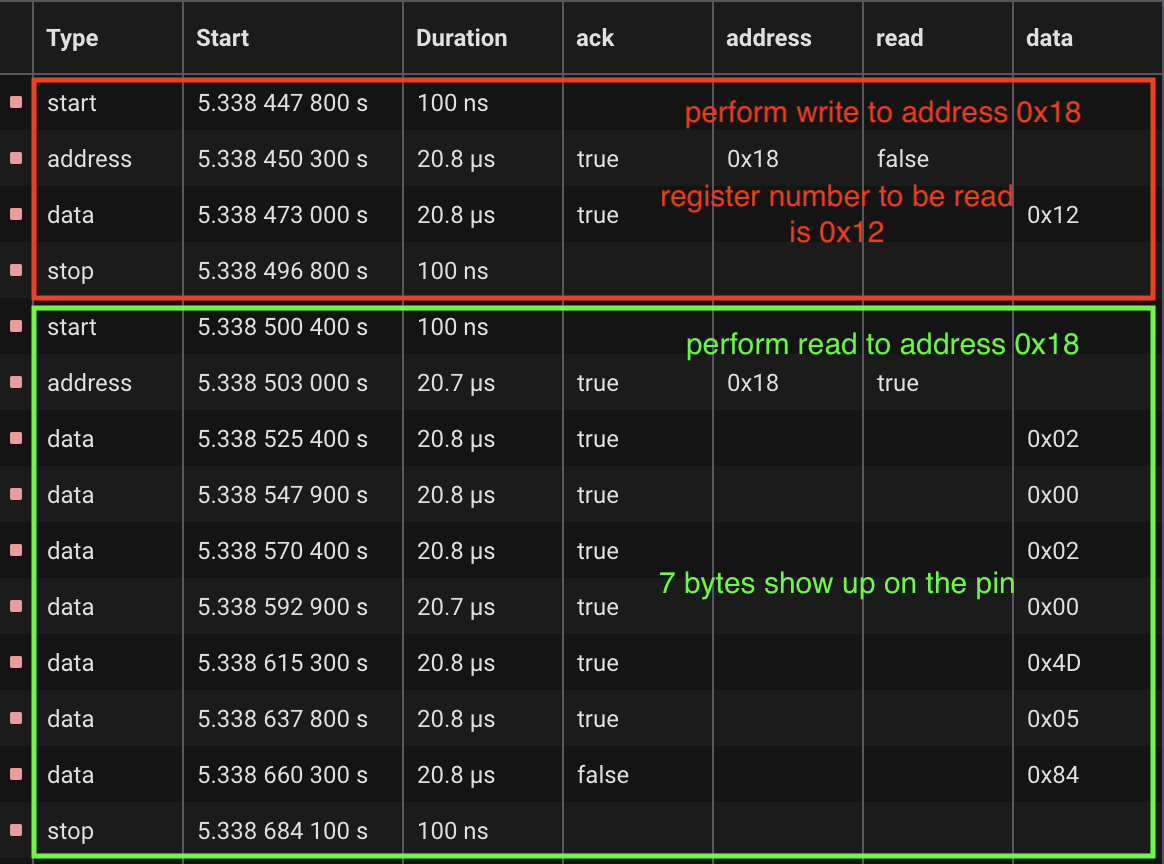 Type Start Duration ack address read data
start 5.338 447 800 s 100 ns perform write to address 0x18
address 5.338 450 300 s 20.8 µs true 0x18 false
register number to be read
data 5.338 473 000 s 20.8 µs true 0x12
is 0x12
stop 5.338 496 800 s 100 ns
start 5.338 500 400 s 100 ns
perform read to address 0x18
address 5.338 503 000 s 20.7 µs true 0x18 true
data 5.338 525 400 s 20.8 µs true 0x02
data 5.338 547 900 s 20.8 µs true 0x00
data 5.338 570 400 s 20.8 µs true 0x02
7 bytes show up on the pin
data 5.338 592 900 s 20.7 µs true 0x00
data 5.338 615 300 s 20.8 µs true 0x4D
data 5.338 637 800 s 20.8 µs true 0x05
data 5.338 660 300 s 20.8 µs false 0x84
stop 5.338 684 100 s 100 ns